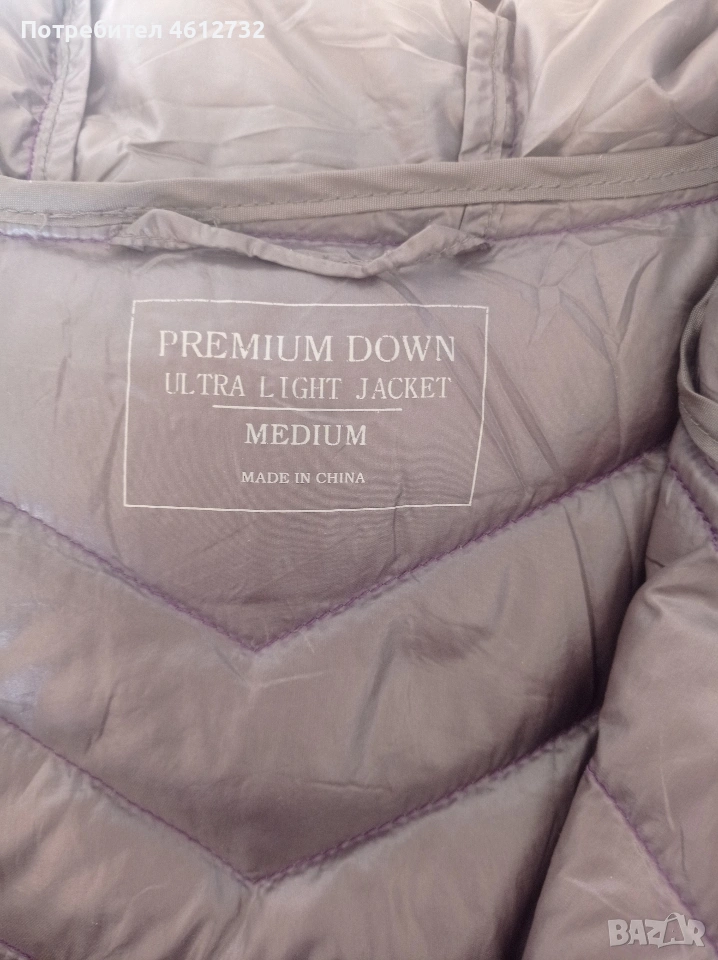 Потребител 4612732
PREMIUM DOWN
ULTRA LIGHT JACKET
MEDIUM
MADE IN CHINA
BAZAR